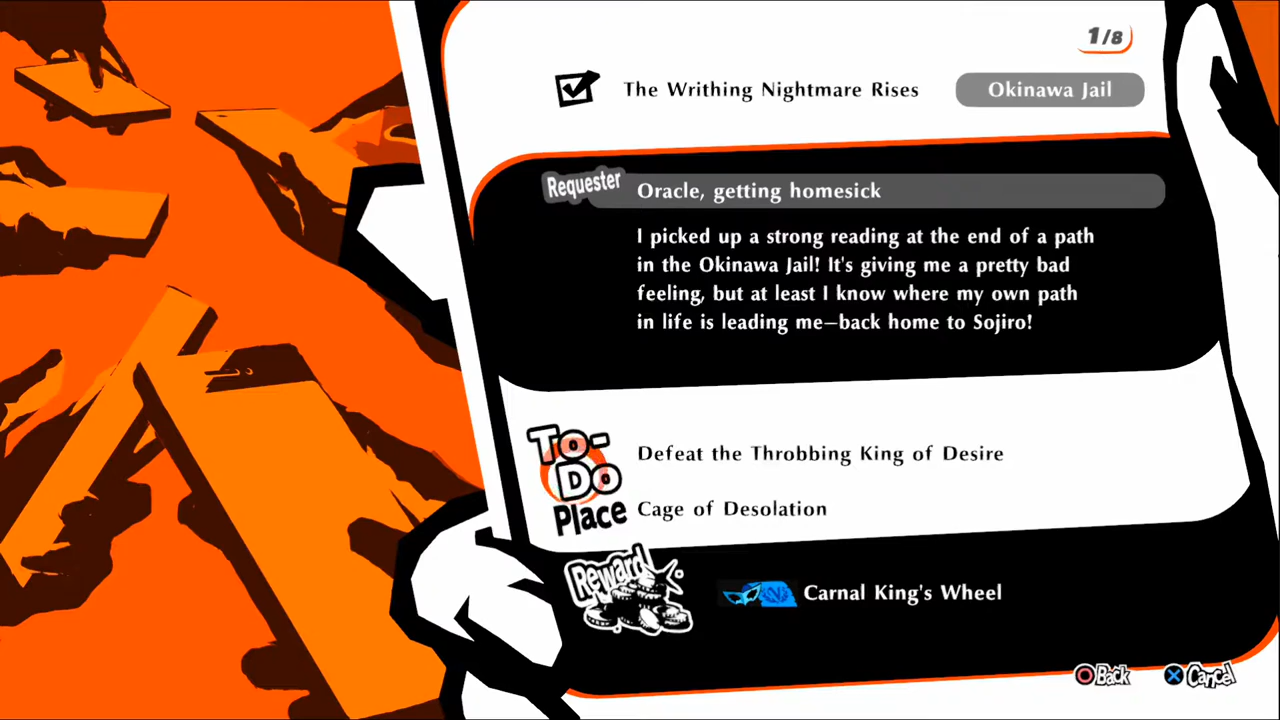 1/8
The Writhing Nightmare Rises
Okinawa Jail
Requester
Oracle, getting homesick
I picked up a strong reading at the end of a path
in the Okinawa Jail! It's giving me a pretty bad
feeling, but at least I know where my own path
in life is leading me—back home to Sojiro!
To-
Do
Defeat the Throbbing King of Desire
Place
Cage of Desolation
Reward
Carnal King's Wheel
Back
Cancel